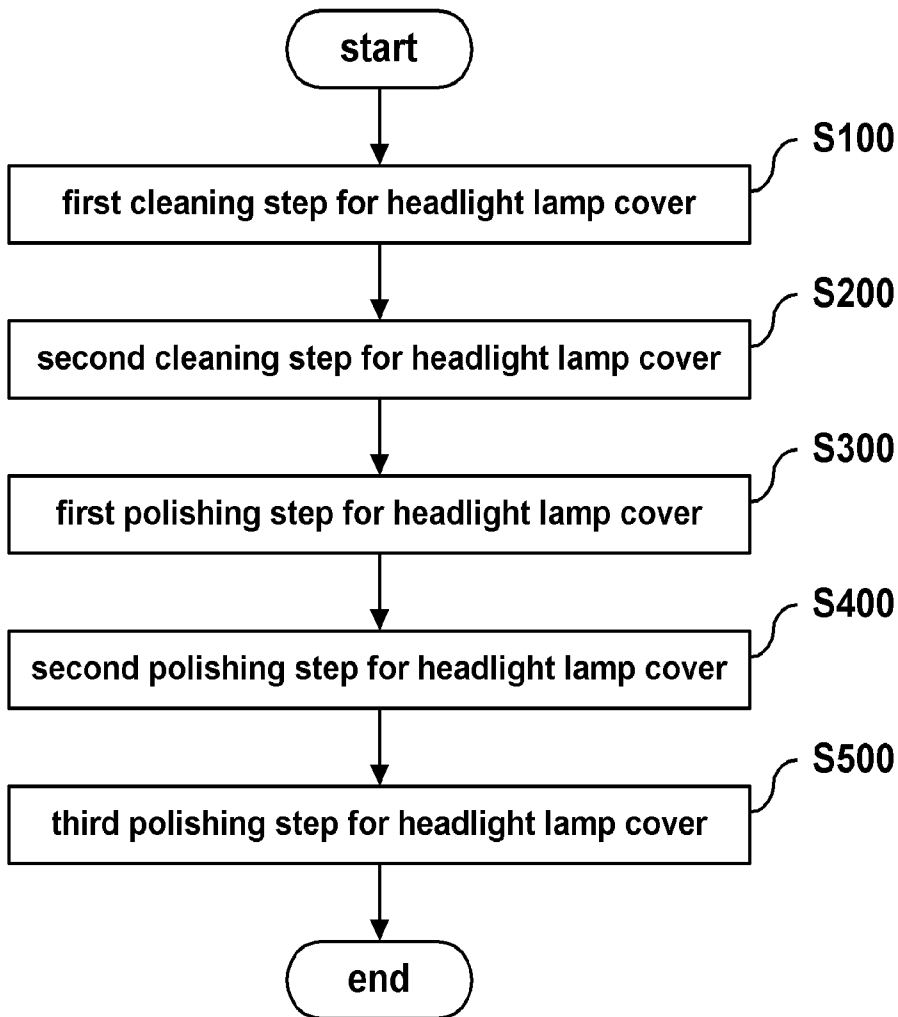 start
S100
first cleaning step for headlight lamp cover
S200
second cleaning step for headlight lamp cover
S300
first polishing step for headlight lamp cover
S400
second polishing step for headlight lamp cover
S500
third polishing step for headlight lamp cover
end